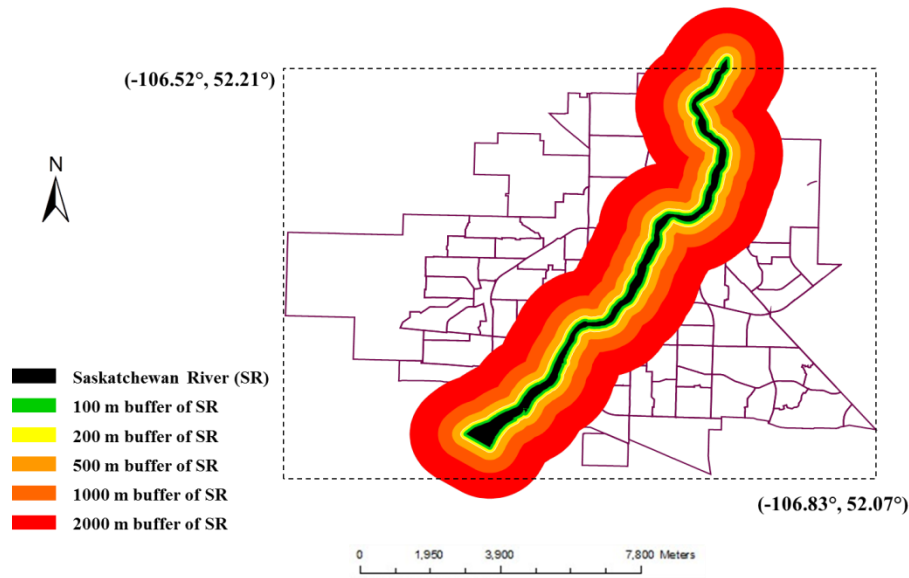 (-106.52°, 52.21°)
N
Saskatchewan River (SR)
100 m buffer of SR
200 m buffer of SR
500 m buffer of SR
1000 m buffer of SR
2000 m buffer of SR
(-106.83°, 52.07°)
0 1,950 3,900 7,800 Meters